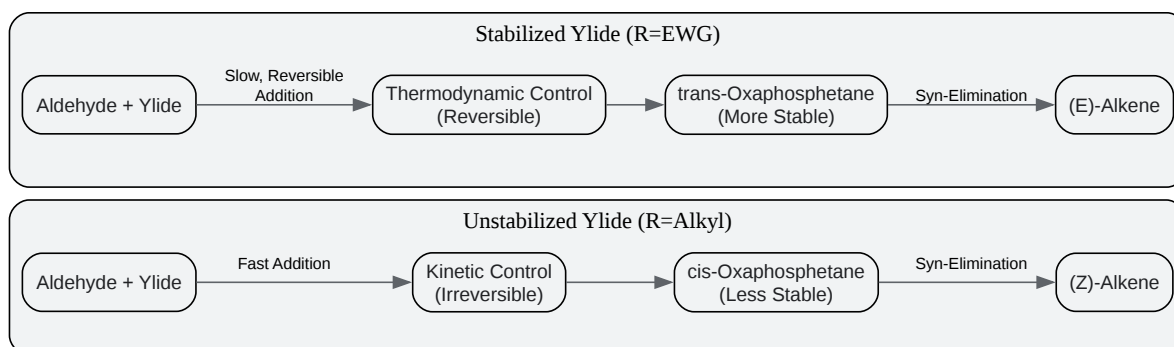 Stabilized Ylide (R=EWG)
Aldehyde + Ylide
Slow, Reversible
Addition
Thermodynamic Control
(Reversible)
trans-Oxaphosphetane
(More Stable)
Syn-Elimination
(E)-Alkene
Unstabilized Ylide (R=Alkyl)
Aldehyde + Ylide
Fast Addition
Kinetic Control
(Irreversible)
cis-Oxaphosphetane
(Less Stable)
Syn-Elimination
(Z)-Alkene